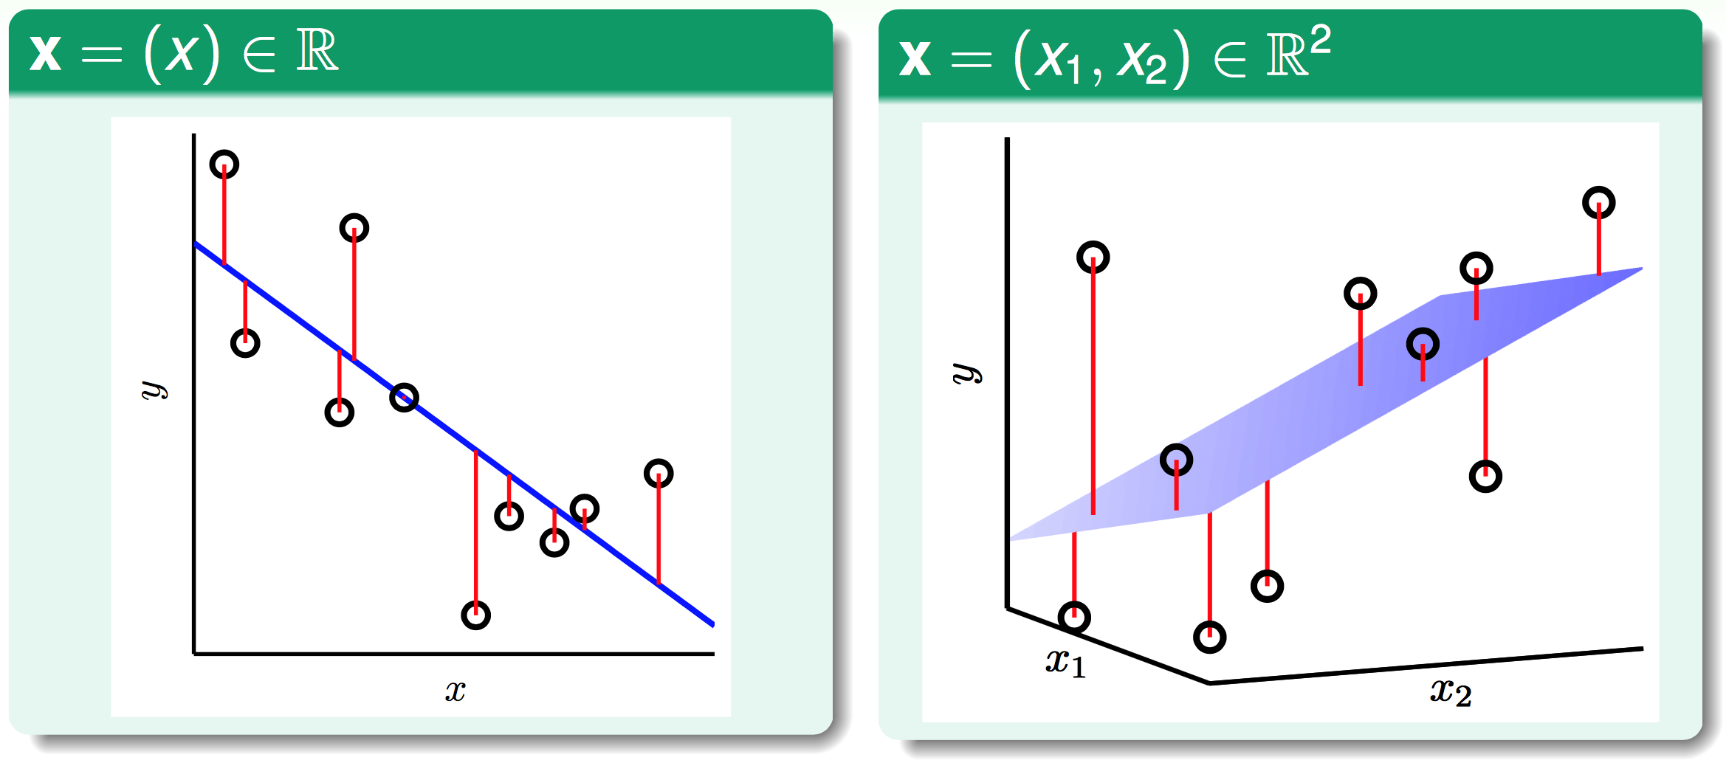 x = (x) ∈ ℝ
y
x
x = (x₁, x₂) ∈ ℝ²
y
x₁
x₂